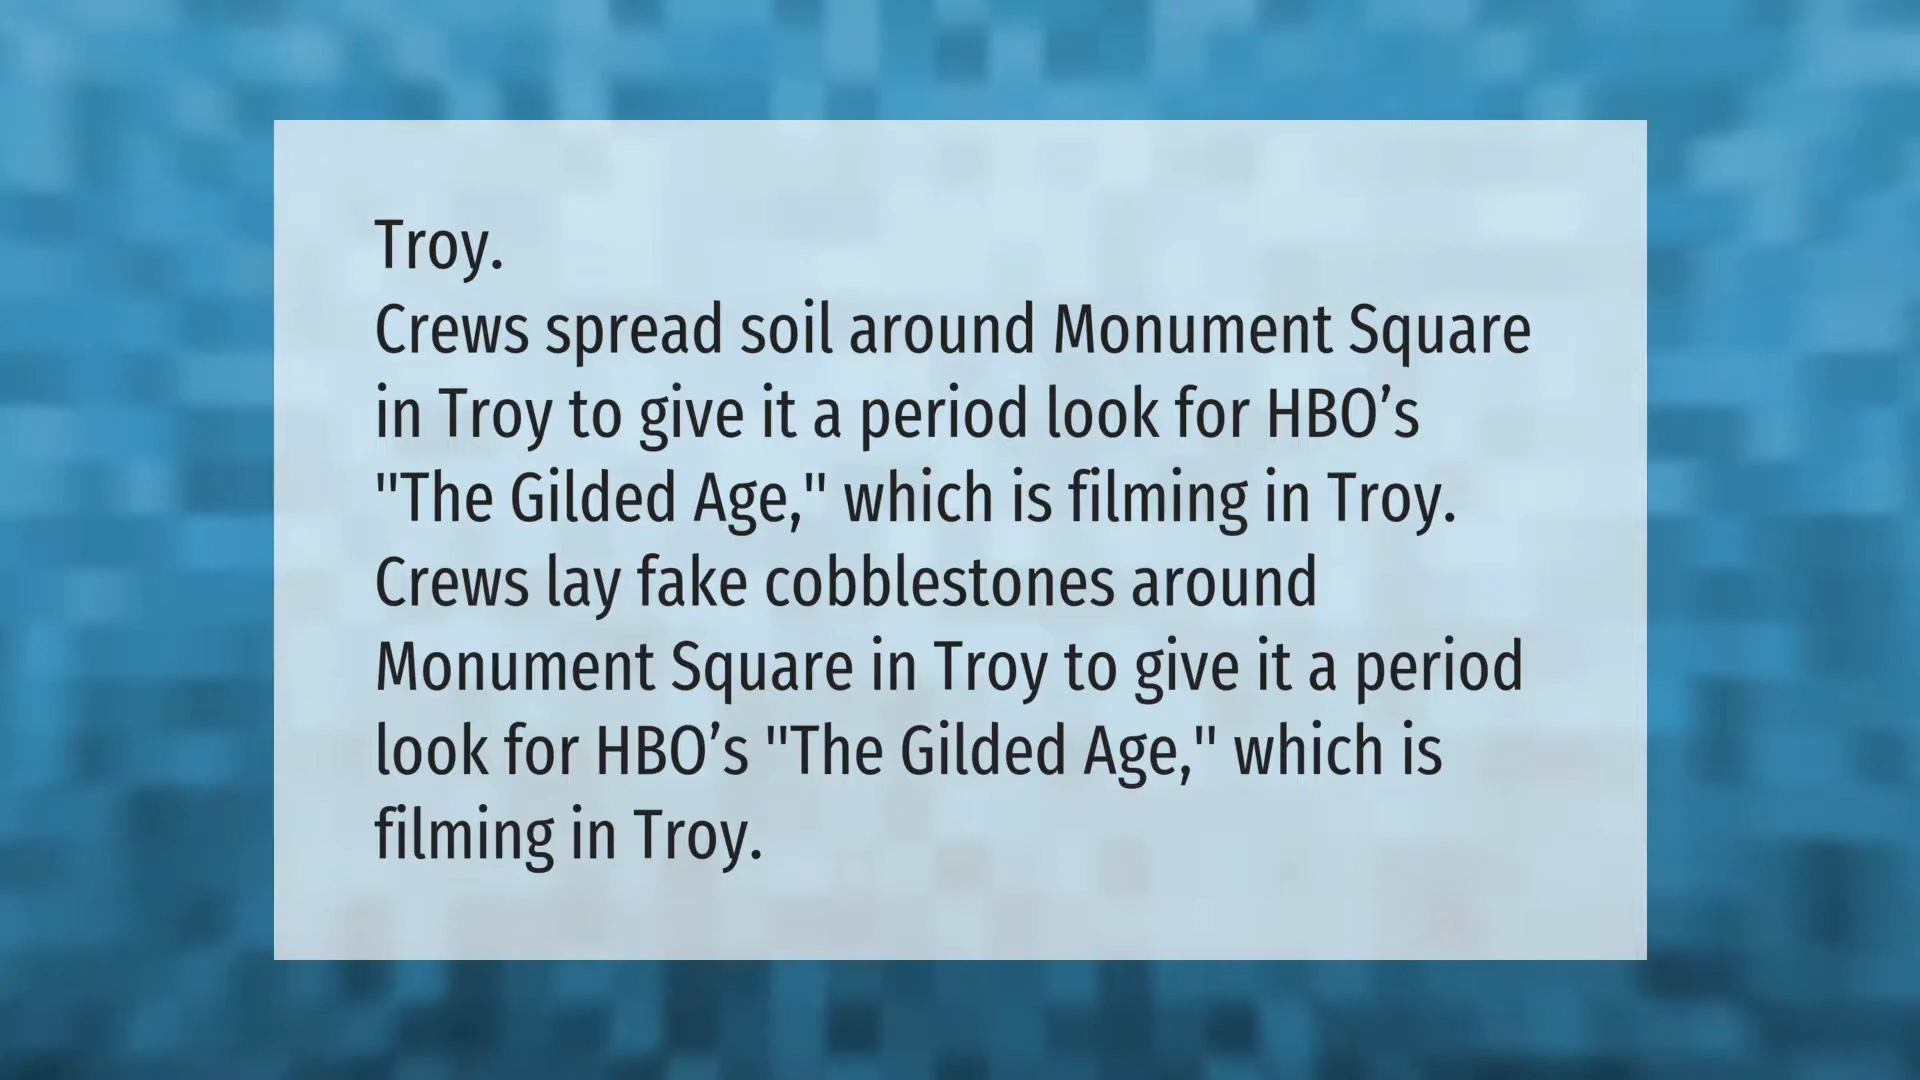 Troy.
Crews spread soil around Monument Square
in Troy to give it a period look for HBO’s
"The Gilded Age," which is filming in Troy.
Crews lay fake cobblestones around
Monument Square in Troy to give it a period
look for HBO’s "The Gilded Age," which is
filming in Troy.